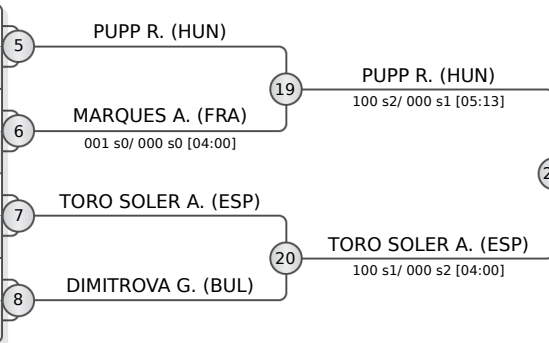 5
PUPP R. (HUN)
19
PUPP R. (HUN)
100 s2/ 000 s1 [05:13]
6
MARQUES A. (FRA)
001 s0/ 000 s0 [04:00]
7
TORO SOLER A. (ESP)
20
TORO SOLER A. (ESP)
100 s1/ 000 s2 [04:00]
8
DIMITROVA G. (BUL)